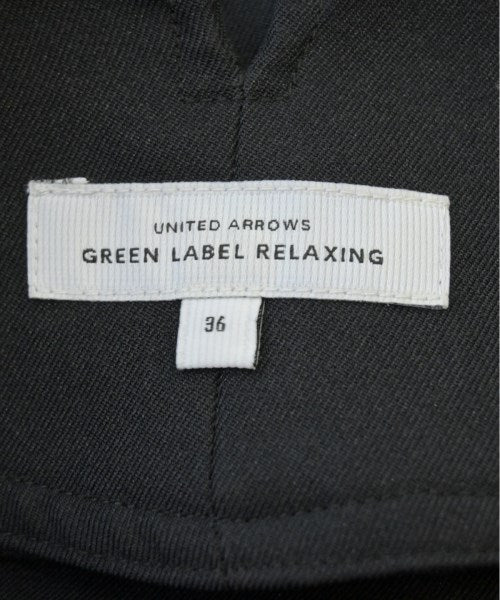 UNITED ARROWS
GREEN LABEL RELAXING
36